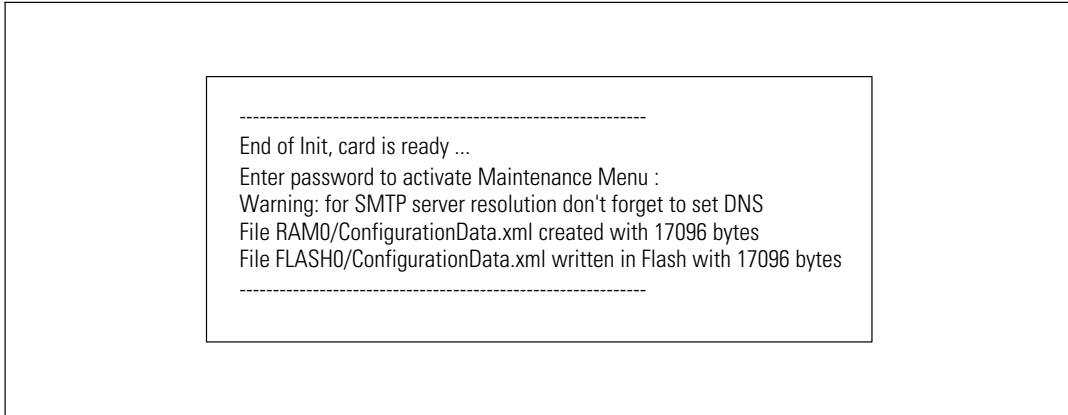 -------------------------------------------------------------
End of Init, card is ready ...
Enter password to activate Maintenance Menu :
Warning: for SMTP server resolution don't forget to set DNS
File RAM0/ConfigurationData.xml created with 17096 bytes
File FLASH0/ConfigurationData.xml written in Flash with 17096 bytes
-------------------------------------------------------------